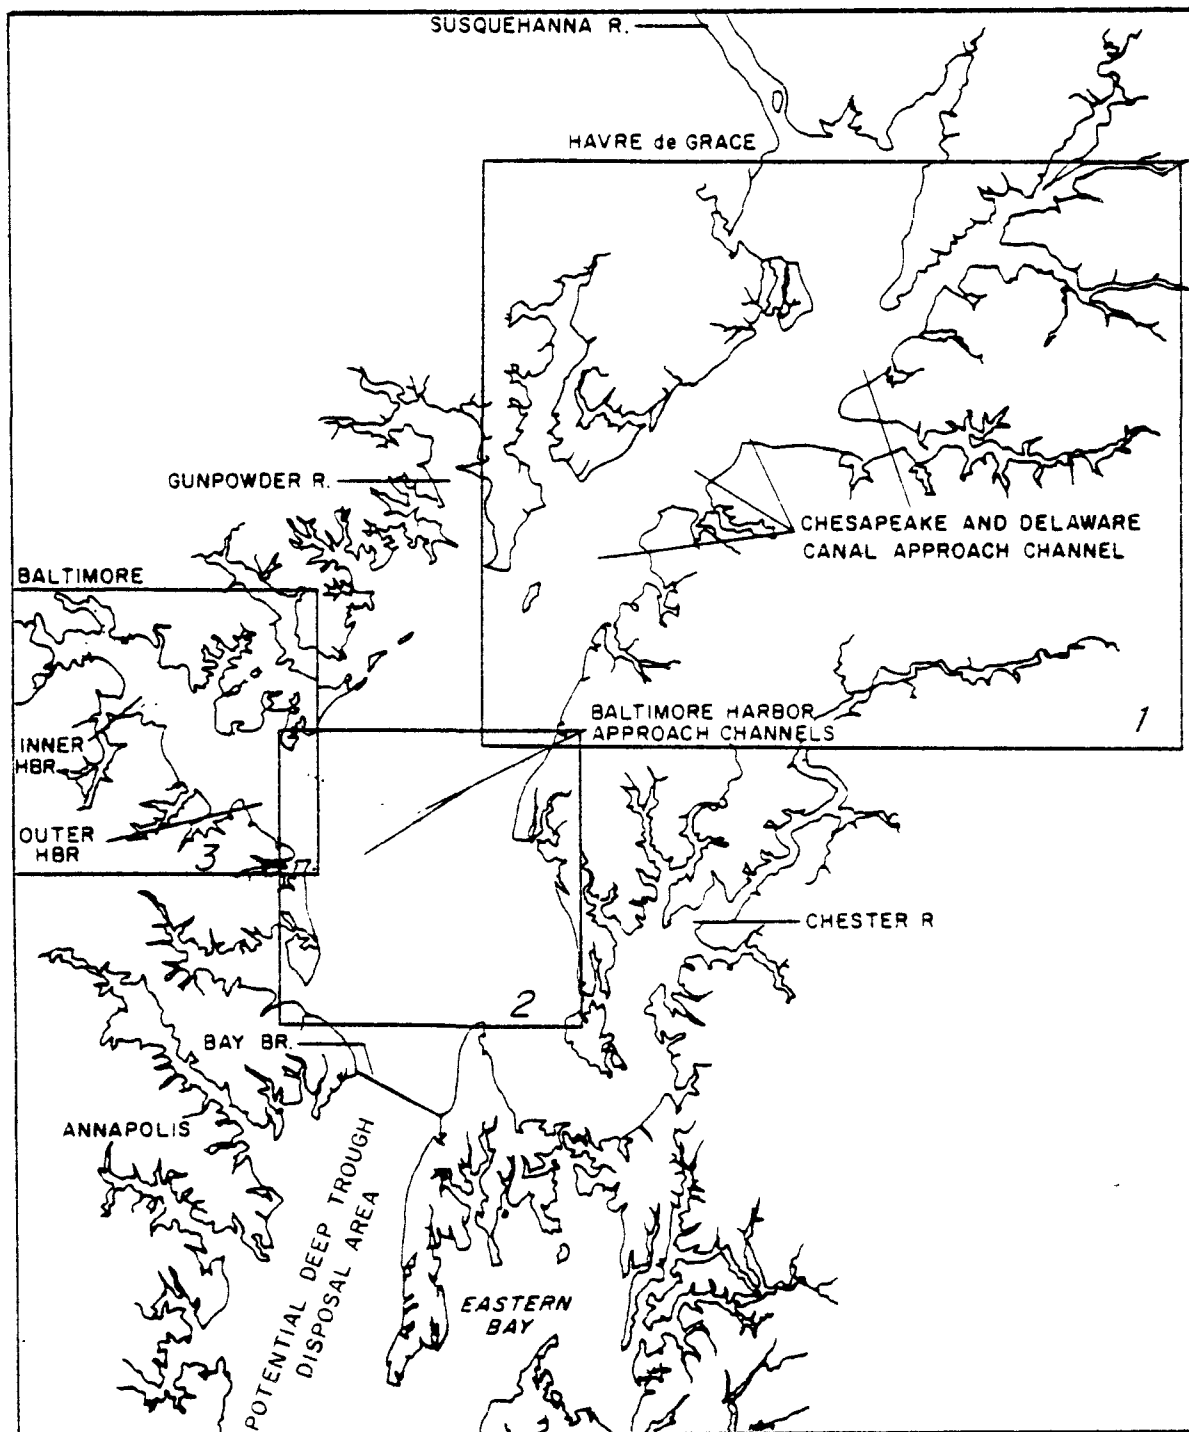 SUSQUEHANNA R.
HAVRE de GRACE
GUNPOWDER R.
CHESAPEAKE AND DELAWARE
CANAL APPROACH CHANNEL
BALTIMORE
BALTIMORE HARBOR
APPROACH CHANNELS
1
INNER
HBR.
OUTER
HBR
3
CHESTER R
2
BAY BR.
ANNAPOLIS
POTENTIAL DEEP TROUGH
DISPOSAL AREA
EASTERN
BAY